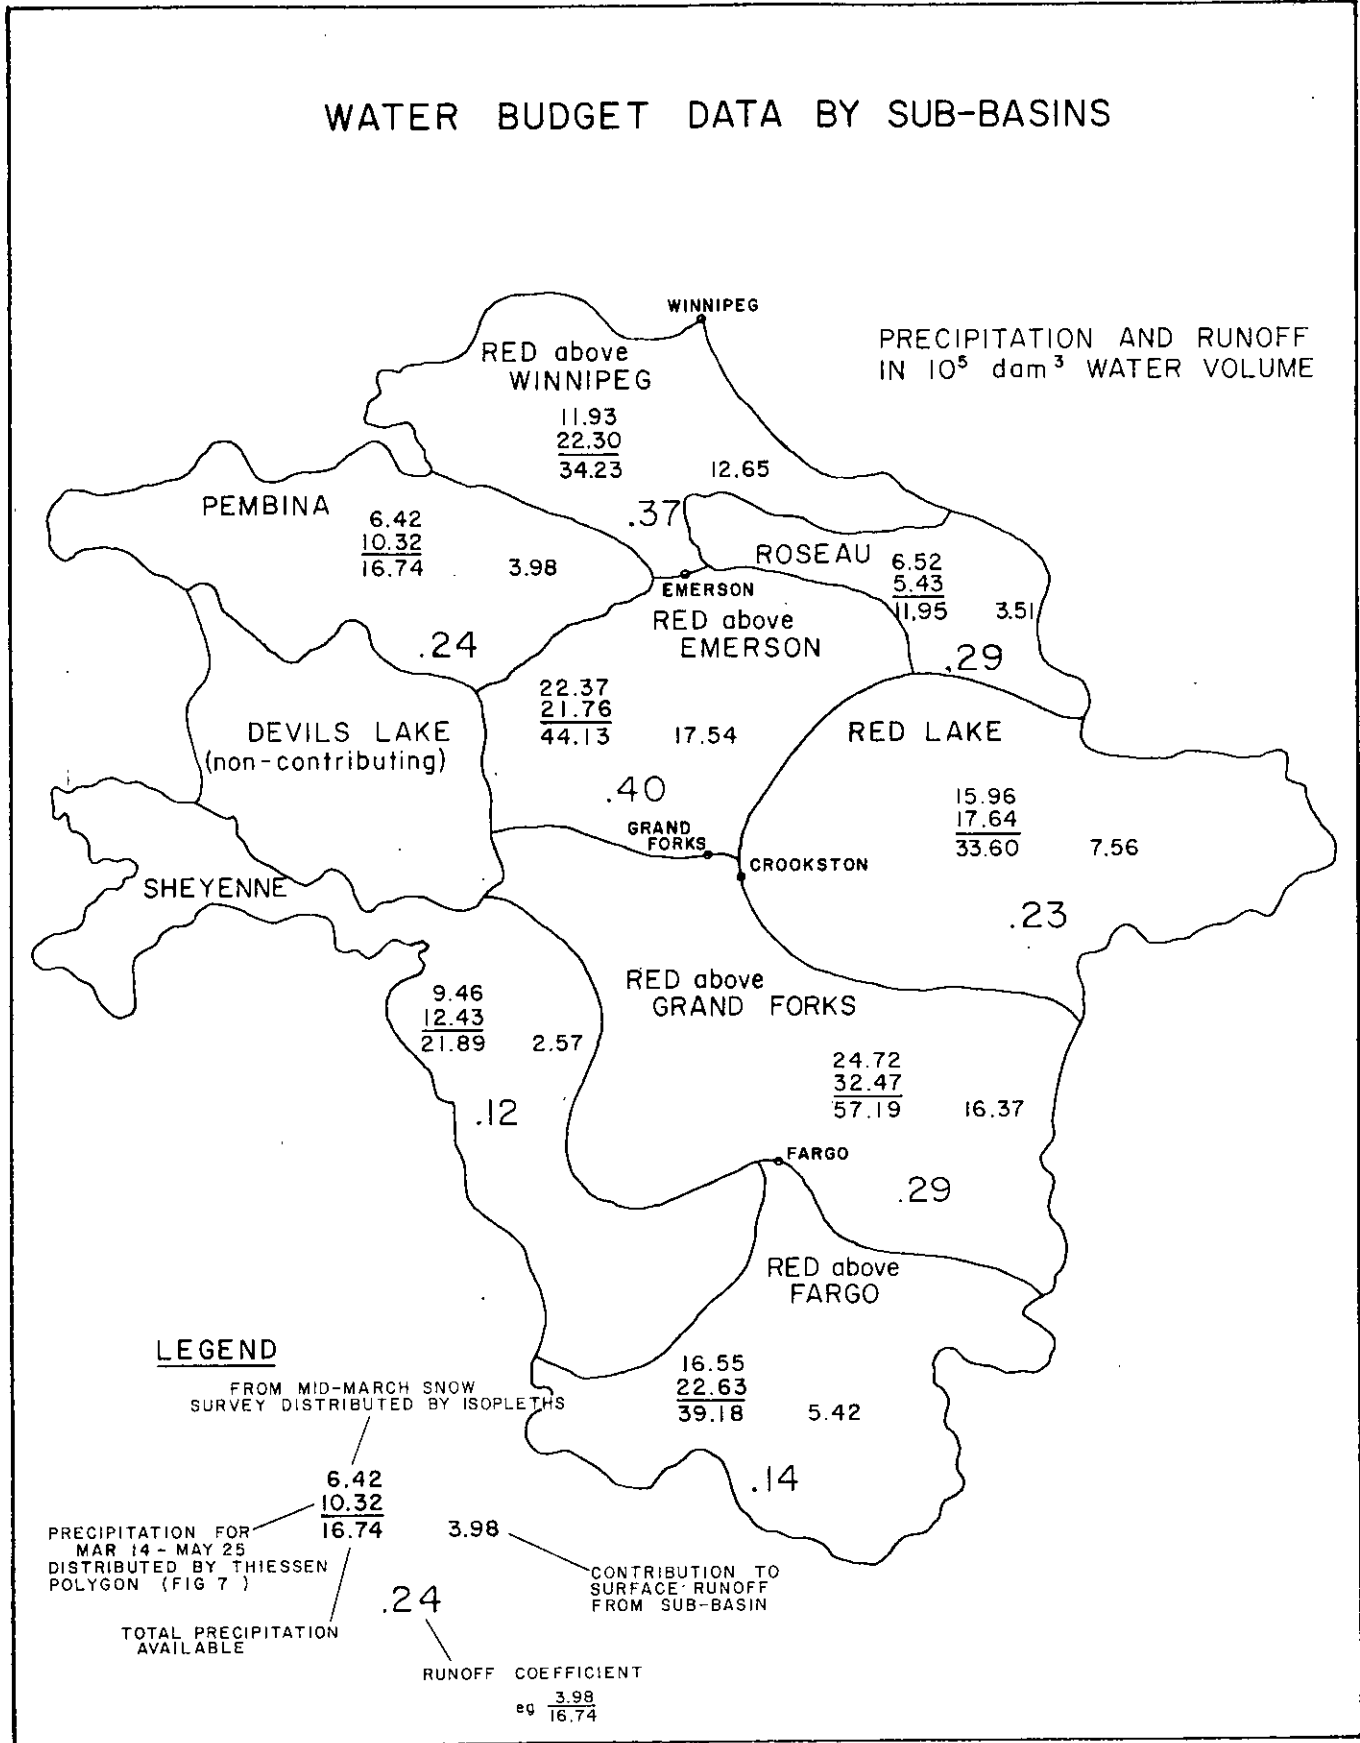 WATER BUDGET DATA BY SUB-BASINS
WINNIPEG
PRECIPITATION AND RUNOFF
IN 10⁵ dam³ WATER VOLUME
RED above
WINNIPEG
11.93
22.30
34.23
12.65
.37
PEMBINA
6.42
10.32
16.74
3.98
.24
ROSEAU
6.52
5.43
11.95
3.51
.29
EMERSON
RED above
EMERSON
22.37
21.76
44.13
17.54
.40
DEVILS LAKE
(non-contributing)
RED LAKE
15.96
17.64
33.60
7.56
.23
GRAND
FORKS
CROOKSTON
SHEYENNE
9.46
12.43
21.89
2.57
.12
RED above
GRAND FORKS
24.72
32.47
57.19
16.37
.29
FARGO
RED above
FARGO
16.55
22.63
39.18
5.42
.14
LEGEND
FROM MID-MARCH SNOW
SURVEY DISTRIBUTED BY ISOPLETHS
6.42
10.32
16.74
3.98
PRECIPITATION FOR
MAR 14 - MAY 25
DISTRIBUTED BY THIESSEN
POLYGON (FIG 7 )
.24
CONTRIBUTION TO
SURFACE RUNOFF
FROM SUB-BASIN
TOTAL PRECIPITATION
AVAILABLE
RUNOFF COEFFICIENT
eg 3.98
16.74